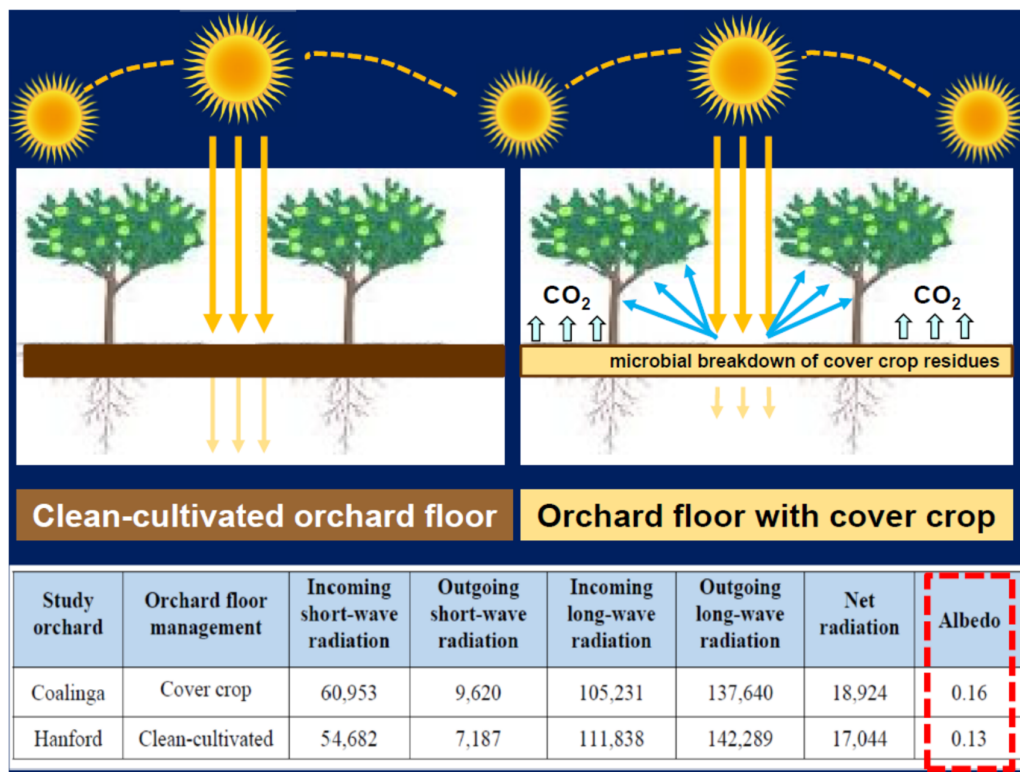 CO2
CO2
microbial breakdown of cover crop residues
Clean-cultivated orchard floor
Orchard floor with cover crop
Study orchard | Orchard floor management | Incoming short-wave radiation | Outgoing short-wave radiation | Incoming long-wave radiation | Outgoing long-wave radiation | Net radiation | Albedo
Coalinga | Cover crop | 60,953 | 9,620 | 105,231 | 137,640 | 18,924 | 0.16
Hanford | Clean-cultivated | 54,682 | 7,187 | 111,838 | 142,289 | 17,044 | 0.13